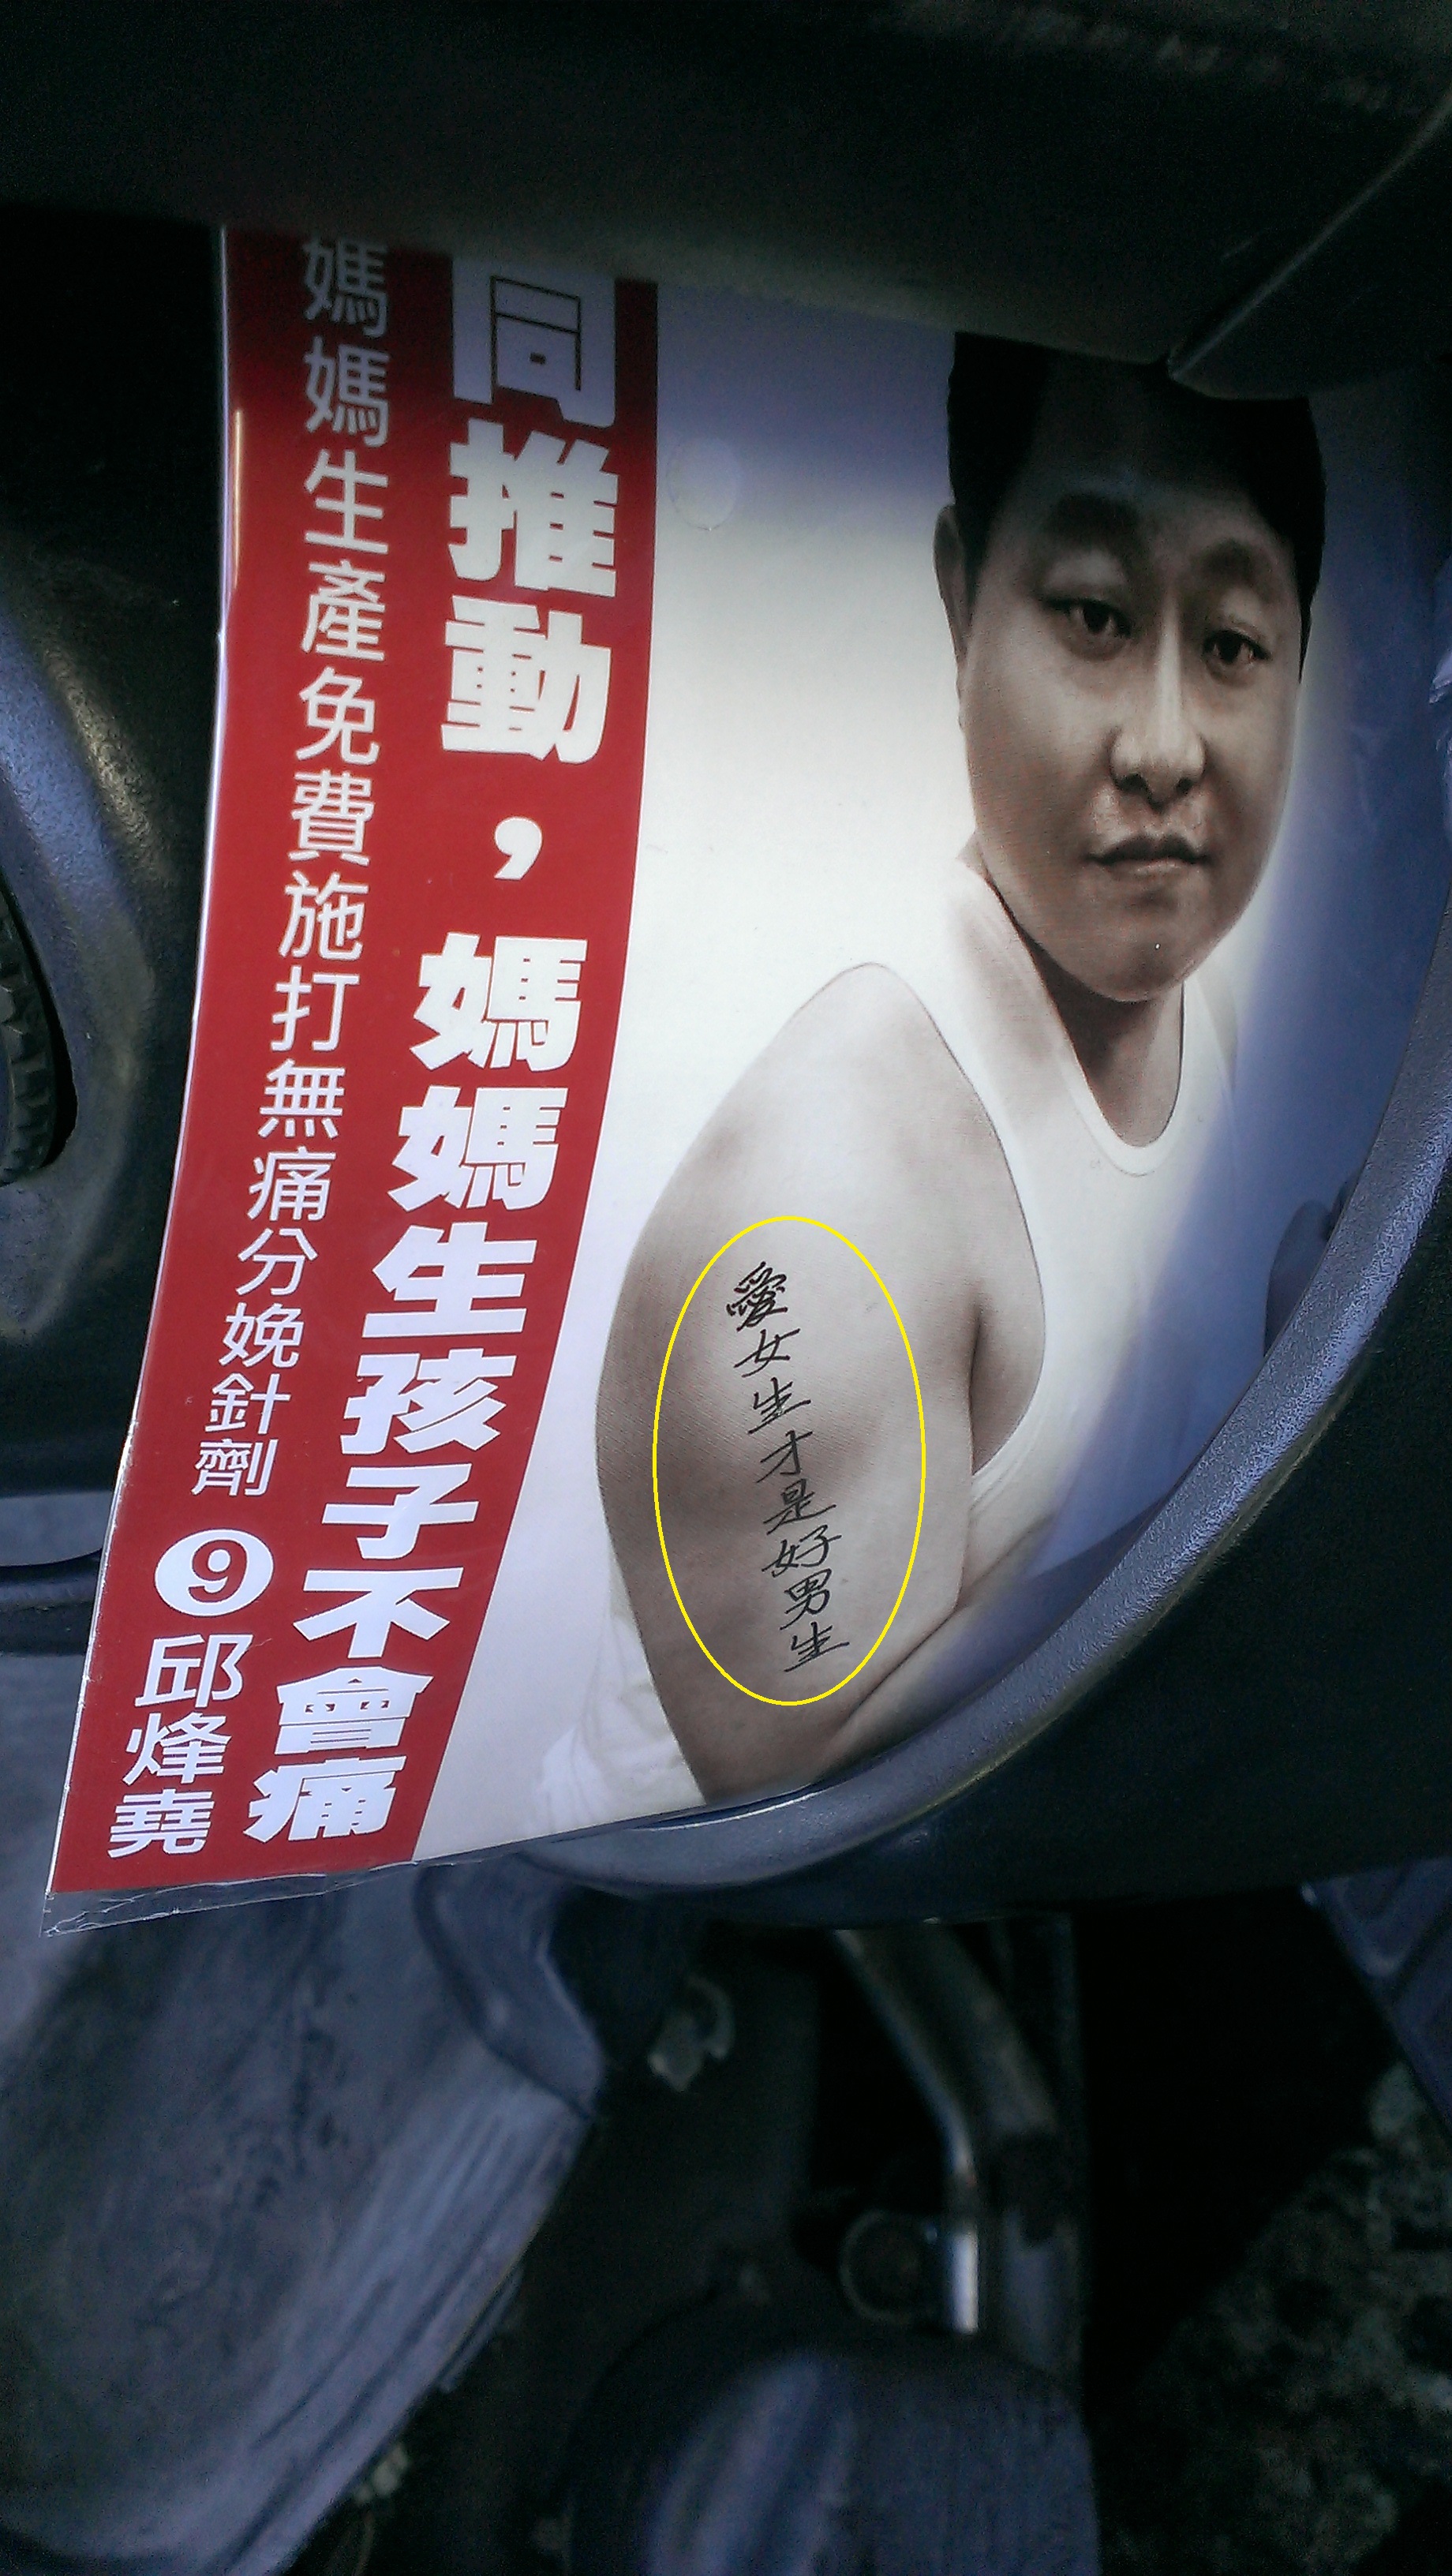 同推動，媽媽生孩子不會痛
媽媽生產免費施打無痛分娩針劑 9 邱烽堯
愛女生才是好男生